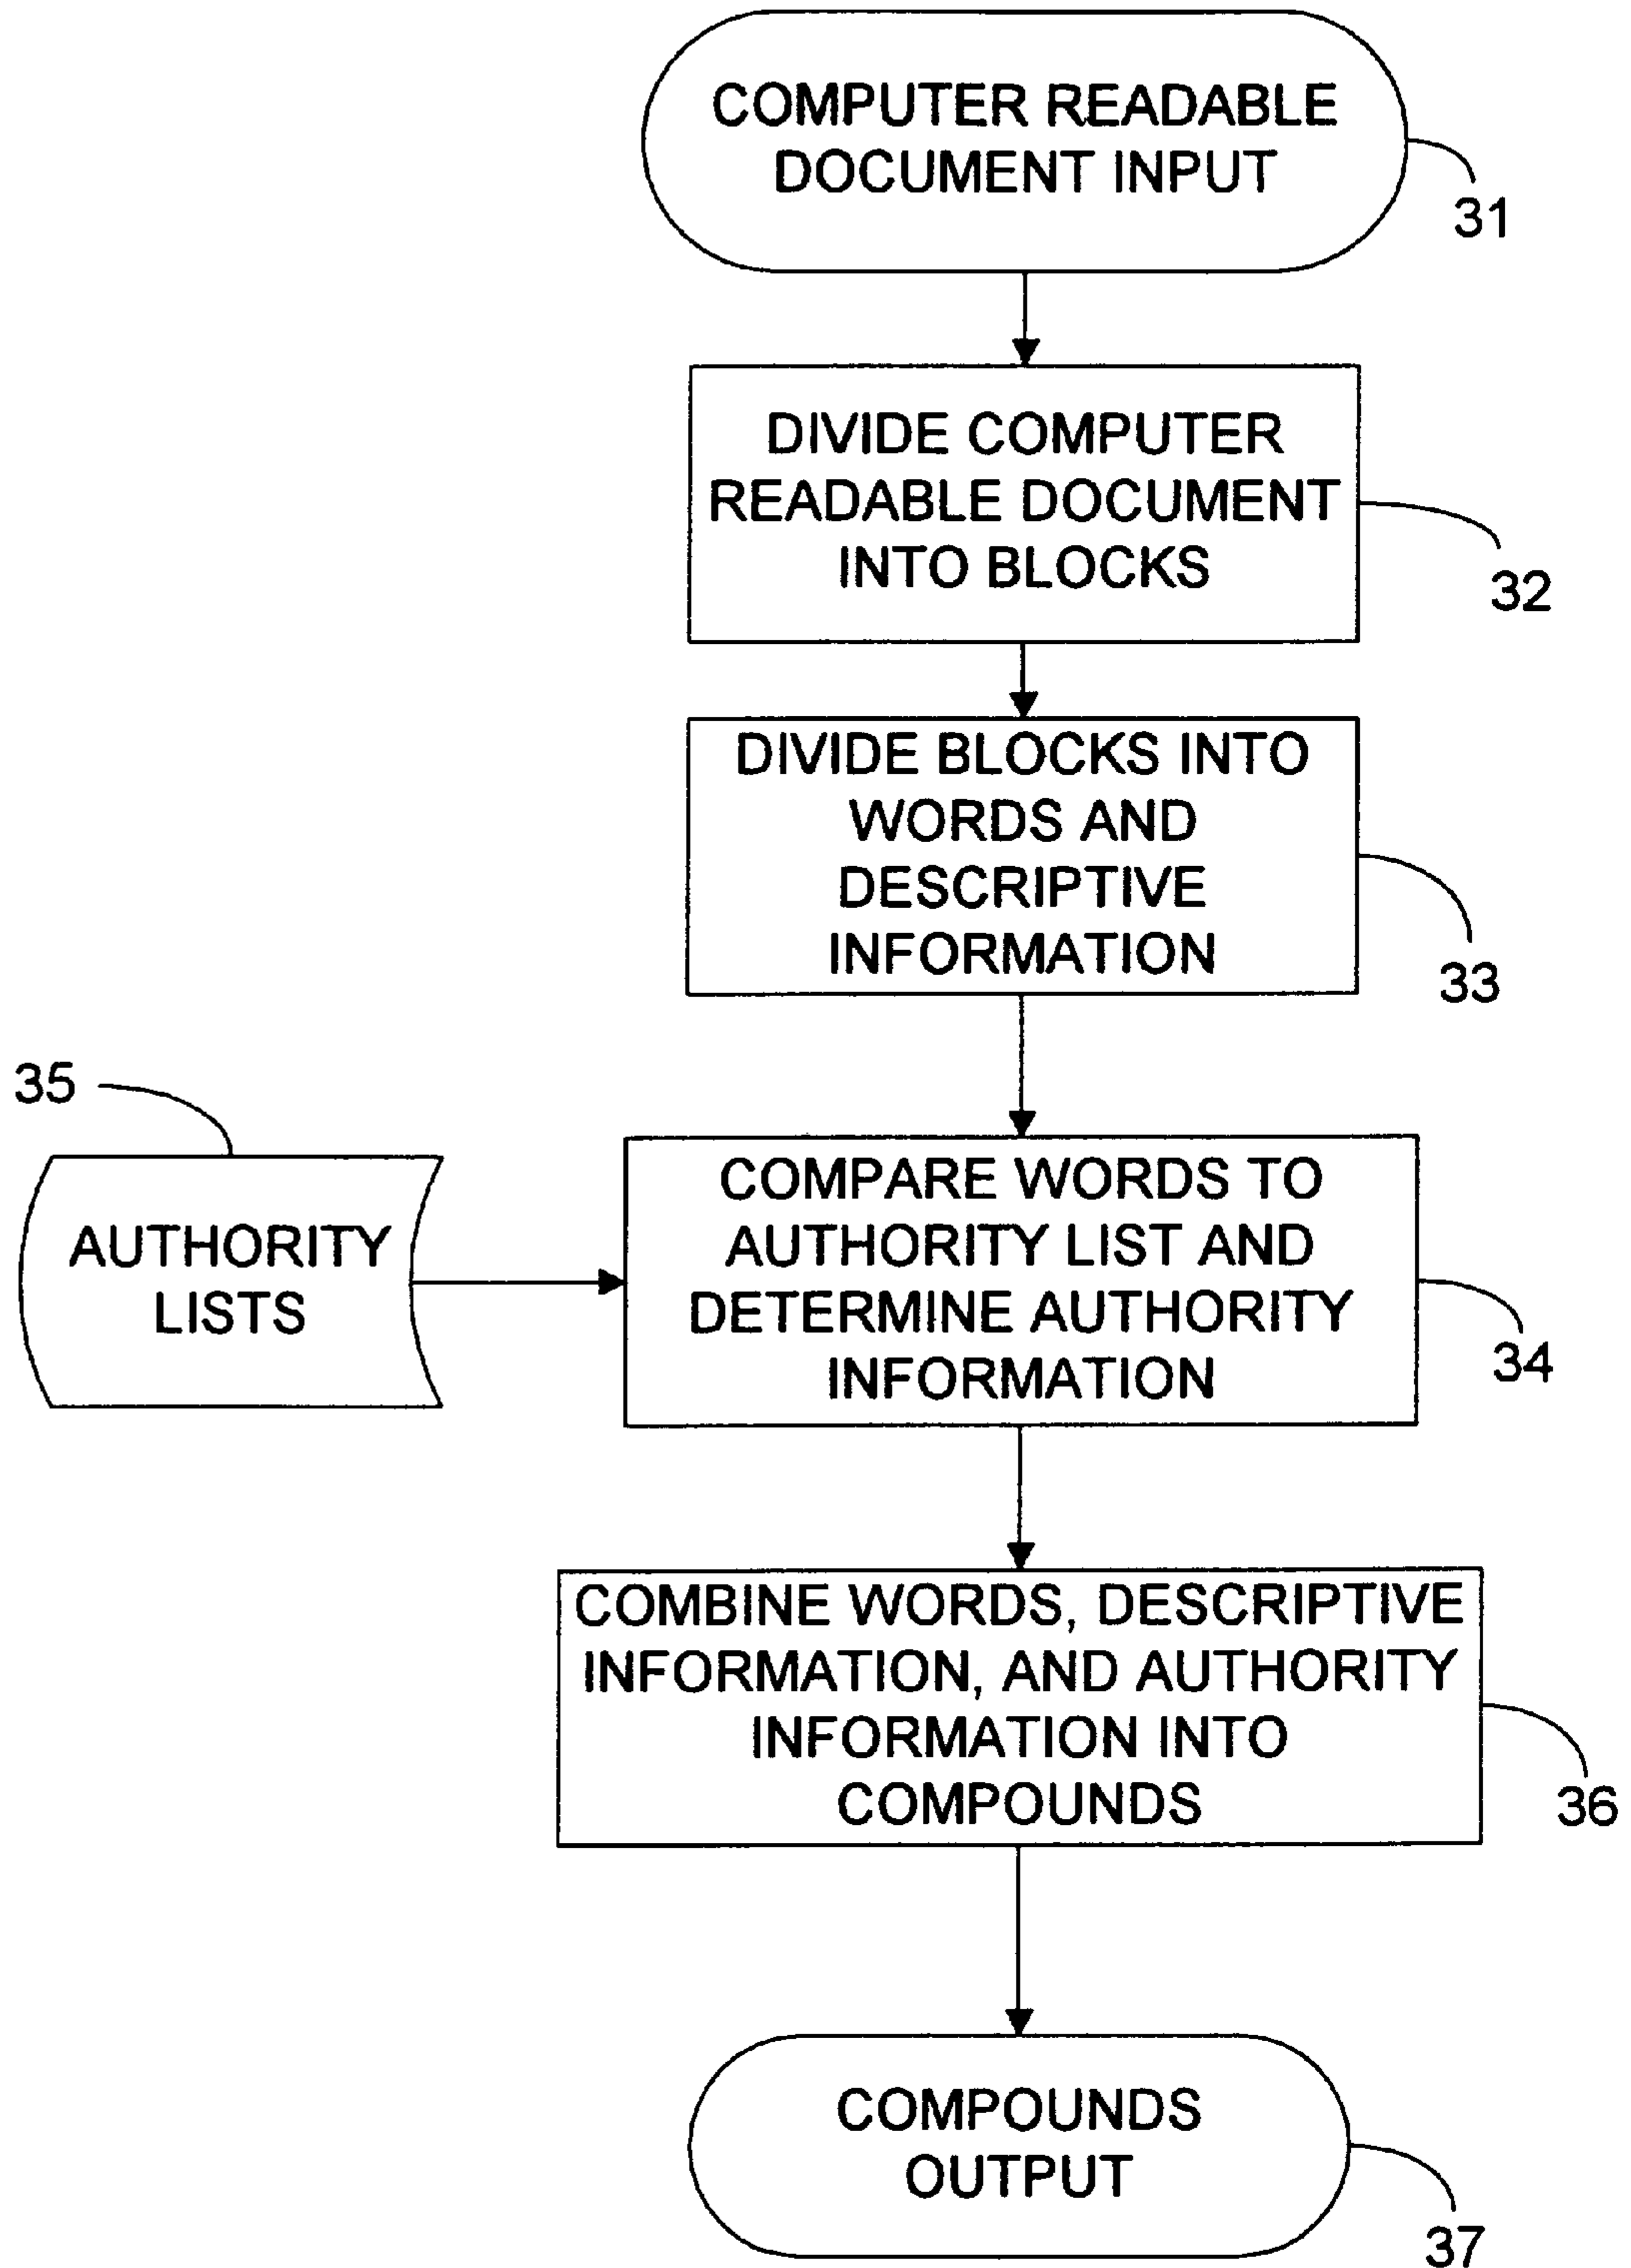 COMPUTER READABLE
DOCUMENT INPUT
31
DIVIDE COMPUTER
READABLE DOCUMENT
INTO BLOCKS
32
DIVIDE BLOCKS INTO
WORDS AND
DESCRIPTIVE
INFORMATION
33
35
AUTHORITY
LISTS
COMPARE WORDS TO
AUTHORITY LIST AND
DETERMINE AUTHORITY
INFORMATION
34
COMBINE WORDS, DESCRIPTIVE
INFORMATION, AND AUTHORITY
INFORMATION INTO
COMPOUNDS
36
COMPOUNDS
OUTPUT
37